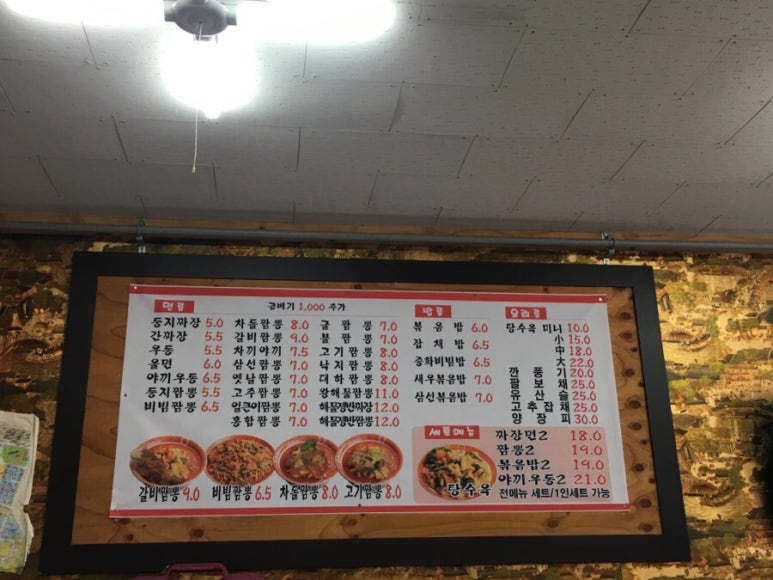 면류
곱배기 1,000 추가
둥지짜장 5.0
간짜장 5.5
우동 5.5
울면 6.0
야끼우동 6.5
둥지짬뽕 5.5
비빔짬뽕 6.5
차돌짬뽕 8.0
갈비짬뽕 9.0
차끼야끼 7.5
삼선짬뽕 7.0
옛날짬뽕 7.0
고추짬뽕 7.0
얼큰이짬뽕 7.0
홍합짬뽕 7.0
굴짬뽕 7.0
불짬뽕 7.0
고기짬뽕 8.0
낙지짬뽕 8.0
대하짬뽕 8.0
왕해물짬뽕 11.0
해물쟁반짜장 12.0
해물쟁반짬뽕 12.0
밥류
볶음밥 6.0
잡채밥 6.5
중화비빔밥 6.5
새우볶음밥 7.0
삼선볶음밥 7.0
요리류
탕수육 미니 10.0
小 15.0
中 18.0
大 22.0
깐풍기 20.0
팔보채 25.0
유산슬 25.0
고추잡채 25.0
양장피 30.0
갈비짬뽕 9.0
비빔짬뽕 6.5
차돌짬뽕 8.0
고기짬뽕 8.0
세트메뉴
탕수육
짜장면2 18.0
짬뽕2 19.0
볶음밥2 19.0
야끼우동2 21.0
전메뉴 세트/1인세트 가능